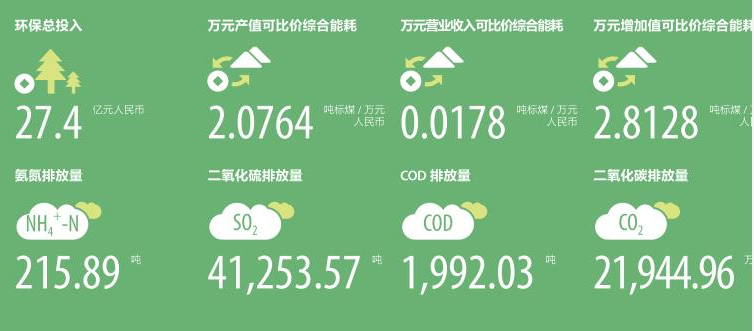 环保总投入
27.4 亿元人民币
万元产值可比价综合能耗
2.0764 吨标煤 / 万元
人民币
万元营业收入可比价综合能耗
0.0178 吨标煤 / 万元
人民币
万元增加值可比价综合能耗
2.8128 吨标煤 /
氨氮排放量
NH4+-N
215.89 吨
二氧化硫排放量
SO2
41,253.57 吨
COD 排放量
COD
1,992.03 吨
二氧化碳排放量
CO2
21,944.96 万